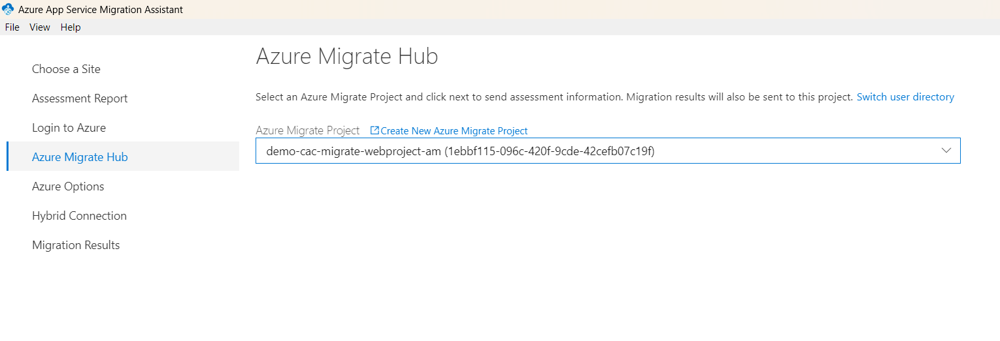 Azure App Service Migration Assistant
File View Help
Azure Migrate Hub
Choose a Site
Assessment Report
Login to Azure
Azure Migrate Hub
Azure Options
Hybrid Connection
Migration Results
Select an Azure Migrate Project and click next to send assessment information. Migration results will also be sent to this project. Switch user directory
Azure Migrate Project Create New Azure Migrate Project
demo-cac-migrate-webproject-am (1ebbf115-096c-420f-9cde-42cefb07c19f)